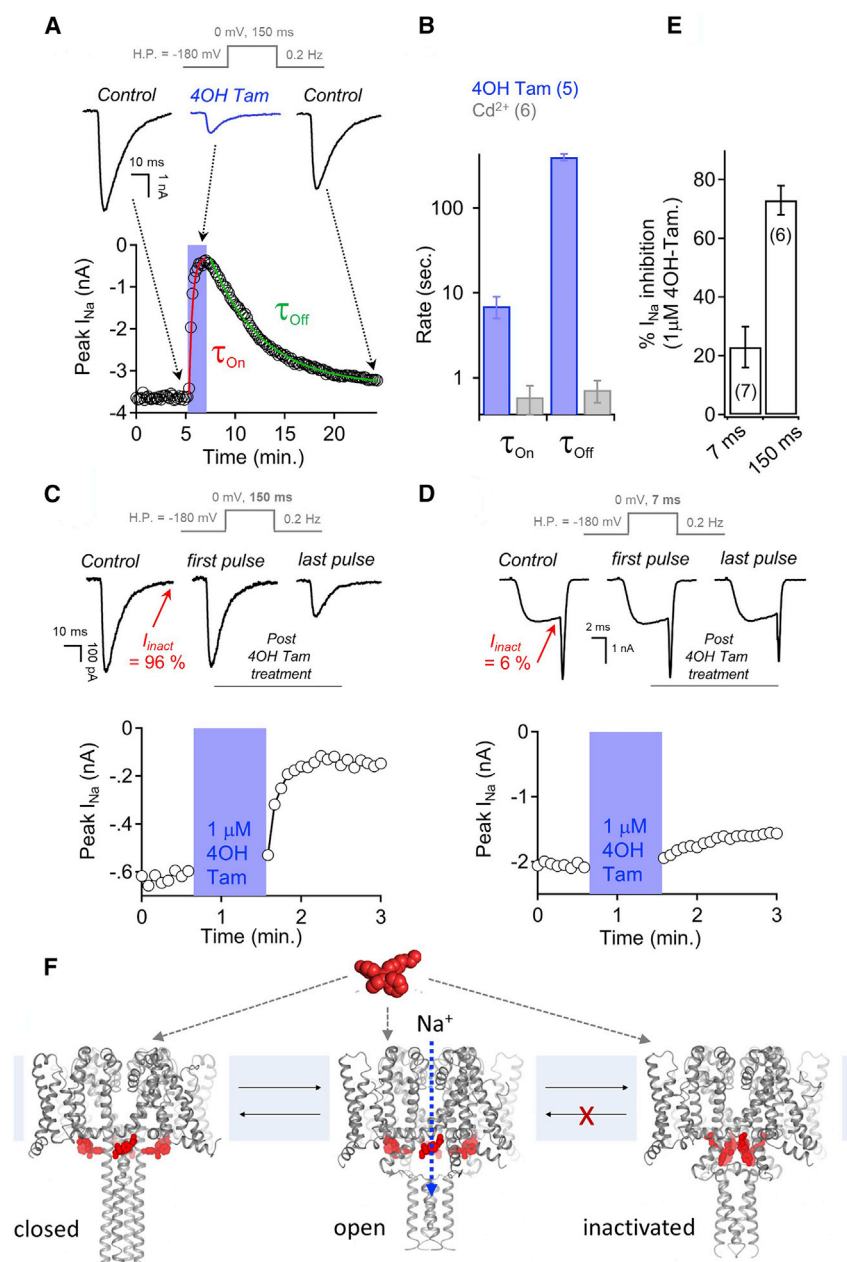 A
0 mV, 150 ms
H.P. = -180 mV
0.2 Hz
Control
4OH Tam
Control
10 ms
1 nA
0
-1
-2
-3
-4
Peak INa (nA)
τOn
τOff
0
5
10
15
20
Time (min.)
B
4OH Tam (5)
Cd2+ (6)
100
10
1
Rate (sec.)
τOn
τOff
E
80
60
40
20
0
% INa inhibition
(1μM 4OH-Tam.)
(7)
(6)
7 ms
150 ms
C
0 mV, 150 ms
H.P. = -180 mV
0.2 Hz
Control
first pulse
last pulse
10 ms
100 pA
Iinact
= 96 %
Post
4OH Tam
treatment
0
-.2
-.4
-.6
Peak INa (nA)
1 μM
4OH
Tam
0
1
2
3
Time (min.)
D
0 mV, 7 ms
H.P. = -180 mV
0.2 Hz
Control
first pulse
last pulse
2 ms
1 nA
Iinact
= 6 %
Post
4OH Tam
treatment
0
-1
-2
Peak INa (nA)
1 μM
4OH
Tam
0
1
2
3
Time (min.)
F
Na+
X
closed
open
inactivated